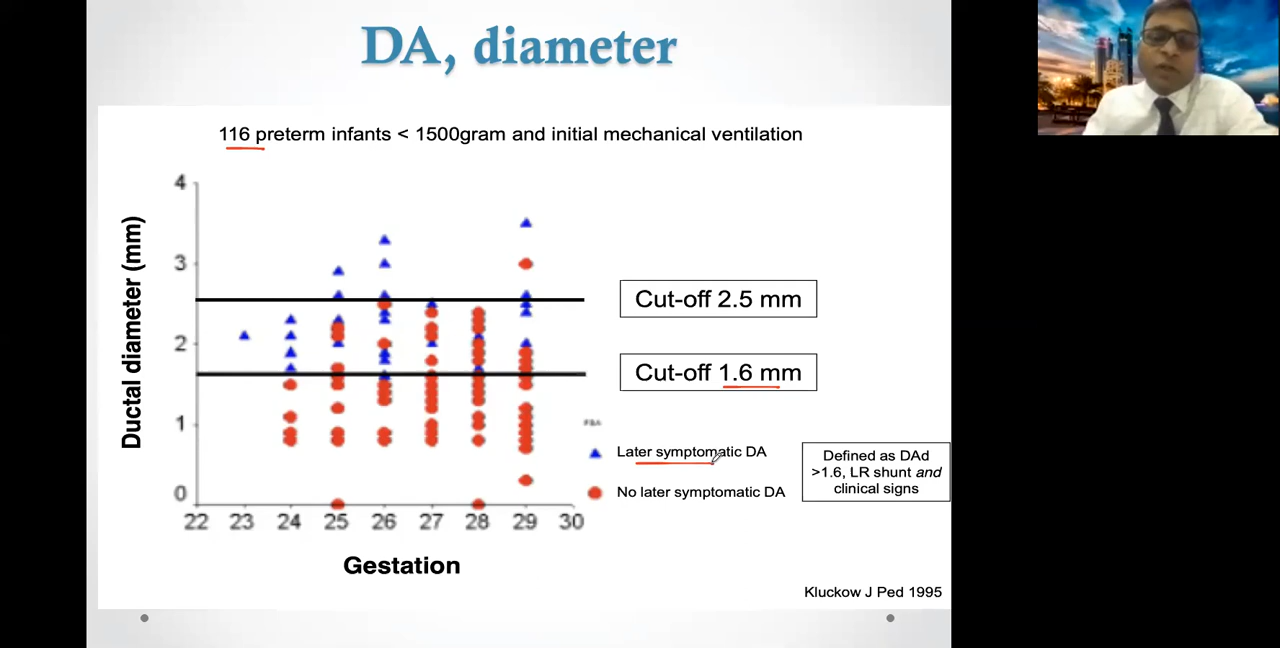 DA, diameter
116 preterm infants < 1500gram and initial mechanical ventilation
Ductal diameter (mm)
4
3
2
1
0
22 23 24 25 26 27 28 29 30
Gestation
Cut-off 2.5 mm
Cut-off 1.6 mm
Later symptomatic DA
No later symptomatic DA
Defined as DAd
>1.6, LR shunt and
clinical signs
Kluckow J Ped 1995